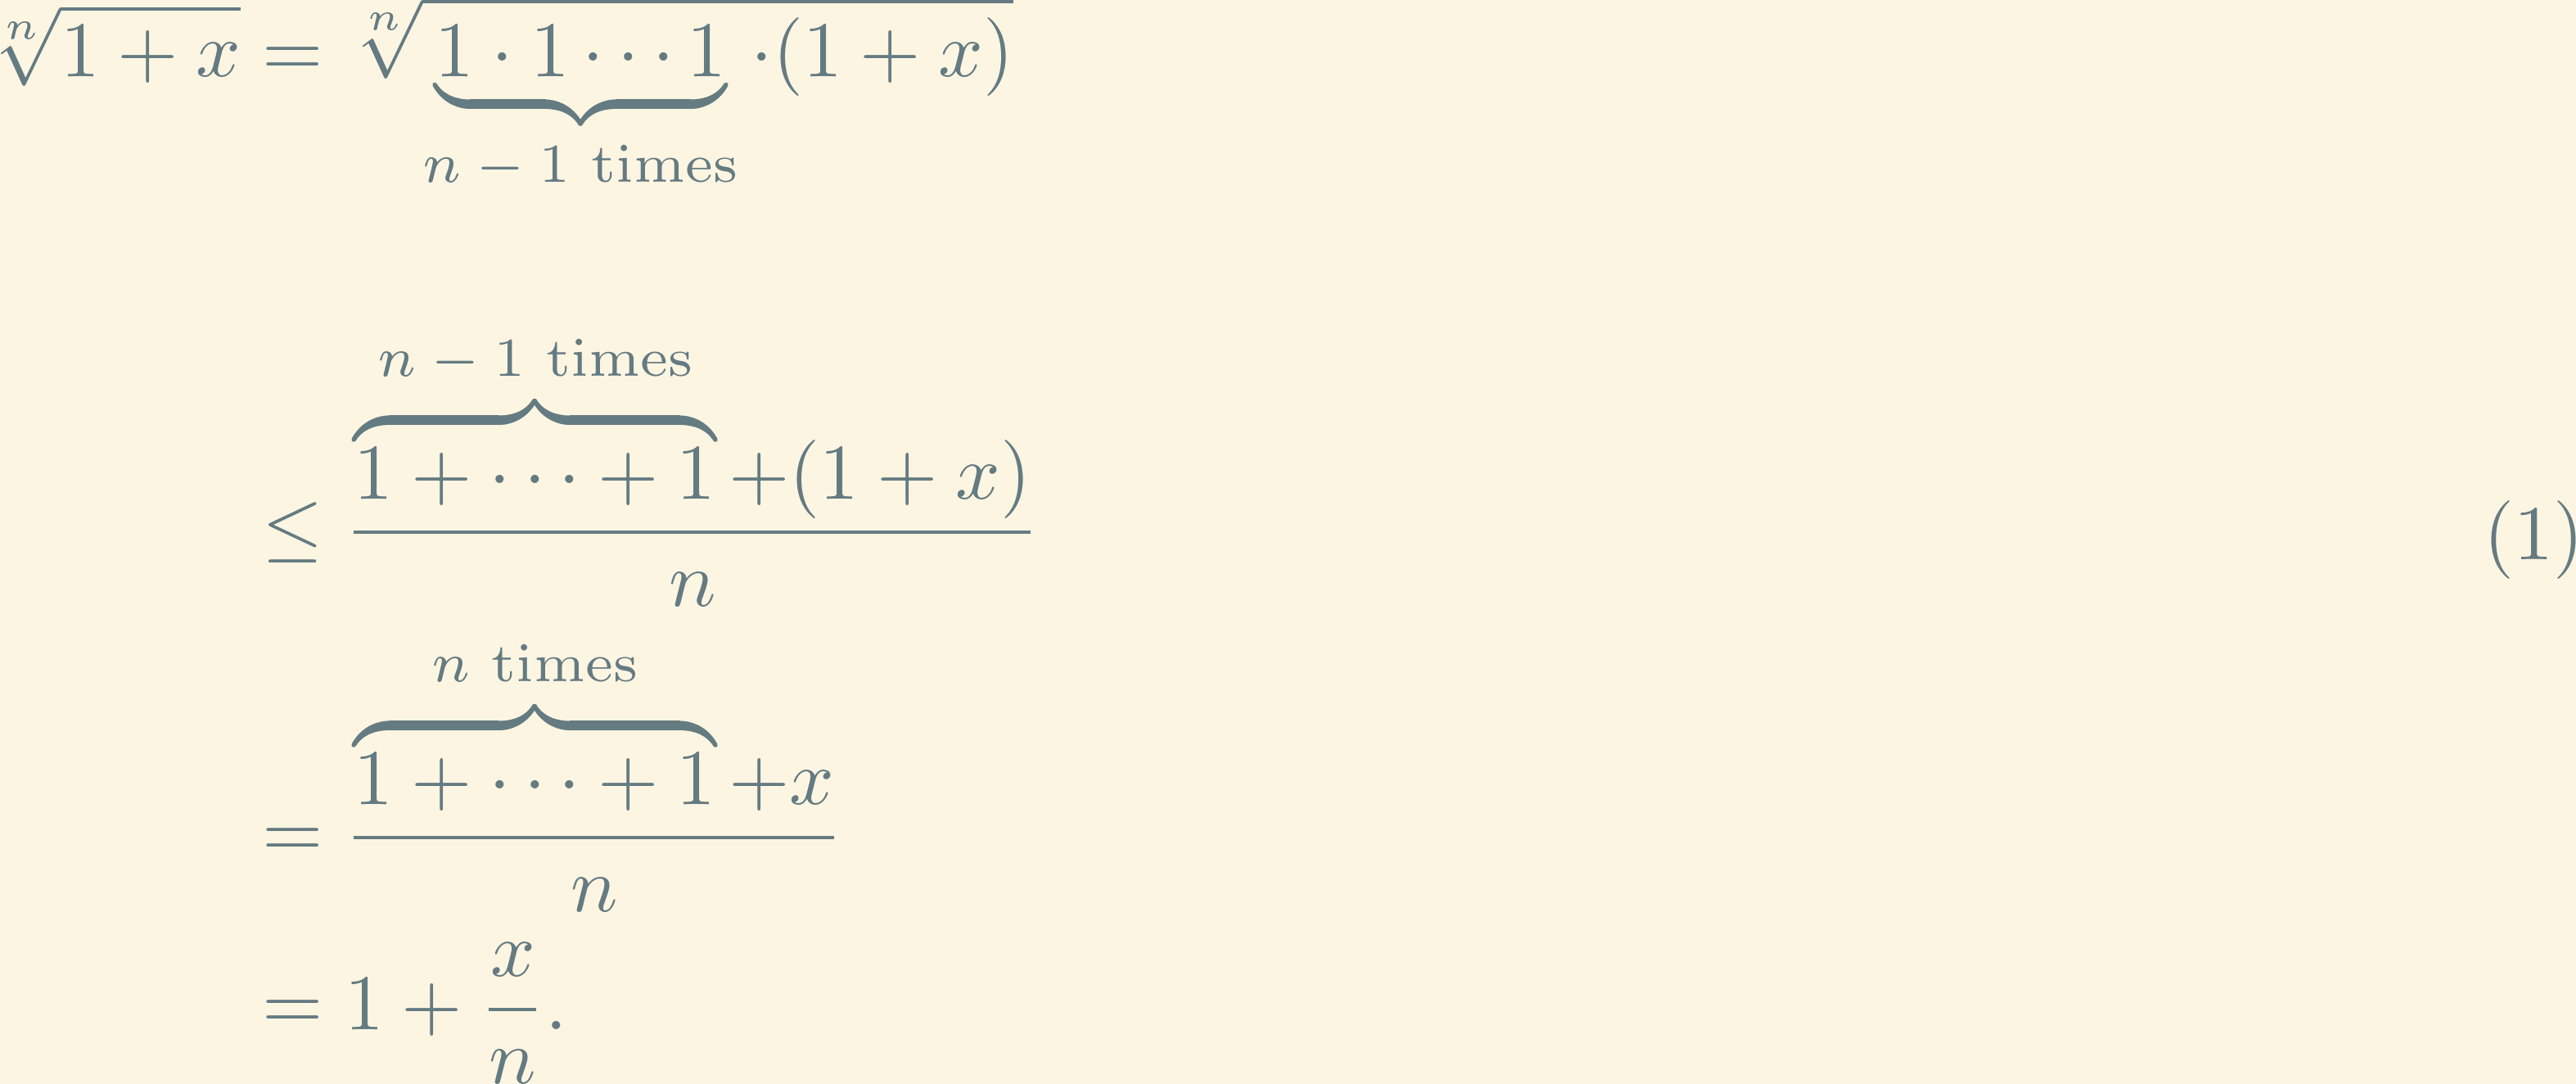 \sqrt[n]{1+x} = \sqrt[n]{\underbrace{1 \cdot 1 \cdots 1}_{n-1 \text{ times}} \cdot (1+x)}
\leq \frac{\overbrace{1+\cdots+1}^{n-1 \text{ times}} + (1+x)}{n} (1)
= \frac{\overbrace{1+\cdots+1}^{n \text{ times}} + x}{n}
= 1 + \frac{x}{n}.